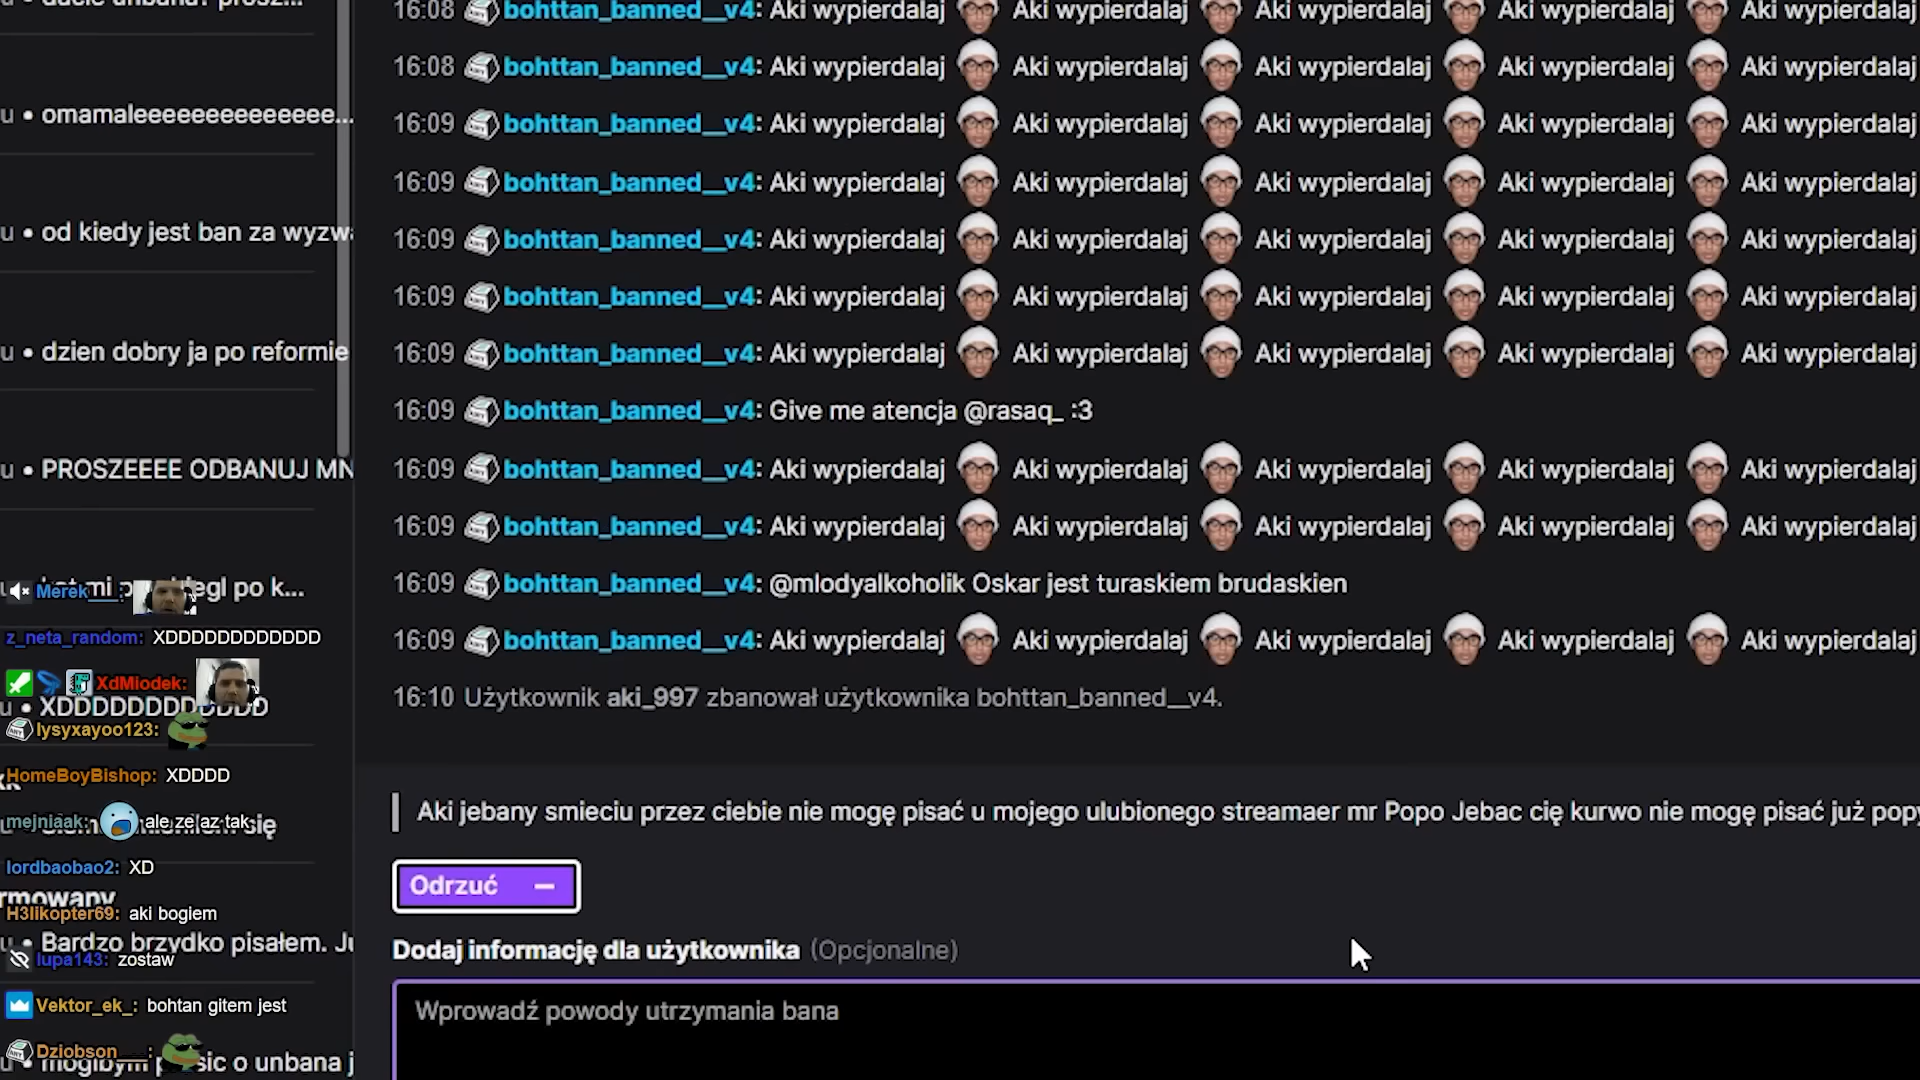 u • omamaleeeeeeeeeeeeee...
u • od kiedy jest ban za wyzw
u • dzien dobry ja po reformie
u • PROSZEEEE ODBANUJ MN
gl po k...
Merek__:
z_neta_random: XDDDDDDDDDDDD
XdMiodek:
u • XDDDDDDDDDDDD
lysyxayoo123:
HomeBoyBishop: XDDDD
mejniaak: ale ze az tak
się
lordbaobao2: XD
rmowany
H3likopter69: aki bogiem
u • Bardzo brzydko pisałem. Ju
lupa143: zostaw
Vektor_ek_: bohtan gitem jest
Dziobson___:
sic o unbana j
16:08 bohttan_banned__v4: Aki wypierdalaj Aki wypierdalaj Aki wypierdalaj Aki wypierdalaj Aki wypierdalaj
16:08 bohttan_banned__v4: Aki wypierdalaj Aki wypierdalaj Aki wypierdalaj Aki wypierdalaj Aki wypierdalaj
16:09 bohttan_banned__v4: Aki wypierdalaj Aki wypierdalaj Aki wypierdalaj Aki wypierdalaj Aki wypierdalaj
16:09 bohttan_banned__v4: Aki wypierdalaj Aki wypierdalaj Aki wypierdalaj Aki wypierdalaj Aki wypierdalaj
16:09 bohttan_banned__v4: Aki wypierdalaj Aki wypierdalaj Aki wypierdalaj Aki wypierdalaj Aki wypierdalaj
16:09 bohttan_banned__v4: Aki wypierdalaj Aki wypierdalaj Aki wypierdalaj Aki wypierdalaj Aki wypierdalaj
16:09 bohttan_banned__v4: Aki wypierdalaj Aki wypierdalaj Aki wypierdalaj Aki wypierdalaj Aki wypierdalaj
16:09 bohttan_banned__v4: Give me atencja @rasaq_ :3
16:09 bohttan_banned__v4: Aki wypierdalaj Aki wypierdalaj Aki wypierdalaj Aki wypierdalaj Aki wypierdalaj
16:09 bohttan_banned__v4: Aki wypierdalaj Aki wypierdalaj Aki wypierdalaj Aki wypierdalaj Aki wypierdalaj
16:09 bohttan_banned__v4: @mlodyalkoholik Oskar jest turaskiem brudaskien
16:09 bohttan_banned__v4: Aki wypierdalaj Aki wypierdalaj Aki wypierdalaj Aki wypierdalaj Aki wypierdalaj
16:10 Użytkownik aki_997 zbanował użytkownika bohttan_banned__v4.
Aki jebany smieciu przez ciebie nie mogę pisać u mojego ulubionego streamaer mr Popo Jebac cię kurwo nie mogę pisać już popy
Odrzuć
Dodaj informację dla użytkownika (Opcjonalne)
Wprowadź powody utrzymania bana